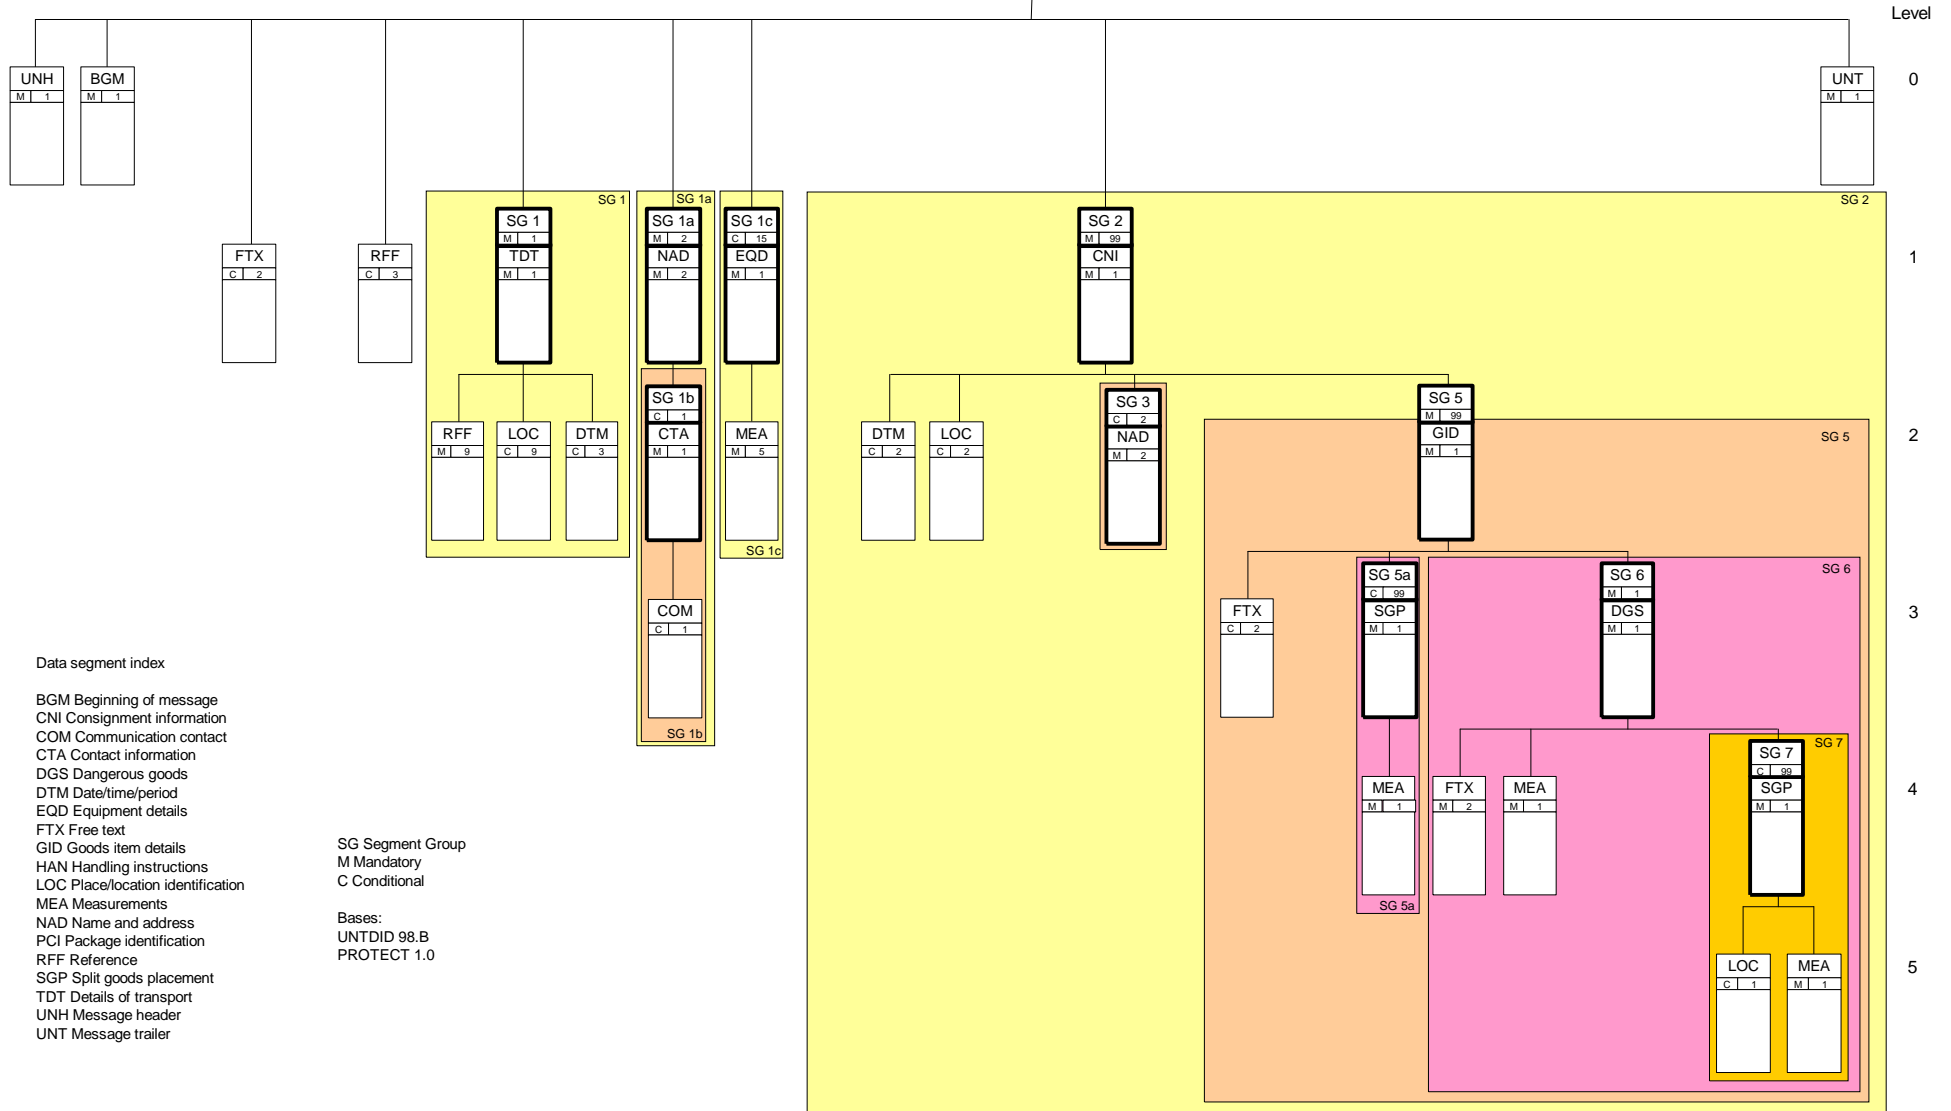 Level
UNH
M 1
BGM
M 1
UNT
M 1
0
SG 1
SG 1a
SG 2
SG 1
M 1
TDT
M 1
SG 1a
M 2
NAD
M 2
SG 1c
C 15
EQD
M 1
SG 2
M 99
CNI
M 1
FTX
C 2
RFF
C 3
1
RFF
M 9
LOC
C 9
DTM
C 3
SG 1b
C 1
CTA
M 1
MEA
M 5
SG 1c
DTM
C 2
LOC
C 2
SG 3
C 2
NAD
M 2
SG 5
M 99
GID
M 1
SG 5
2
COM
C 1
SG 1b
FTX
C 2
SG 5a
C 99
SGP
M 1
SG 6
M 1
DGS
M 1
SG 6
3
MEA
M 1
SG 5a
FTX
M 2
MEA
M 1
SG 7
C 99
SGP
M 1
SG 7
4
LOC
C 1
MEA
M 1
5
Data segment index
BGM Beginning of message
CNI Consignment information
COM Communication contact
CTA Contact information
DGS Dangerous goods
DTM Date/time/period
EQD Equipment details
FTX Free text
GID Goods item details
HAN Handling instructions
LOC Place/location identification
MEA Measurements
NAD Name and address
PCI Package identification
RFF Reference
SGP Split goods placement
TDT Details of transport
UNH Message header
UNT Message trailer
SG Segment Group
M Mandatory
C Conditional
Bases:
UNTDID 98.B
PROTECT 1.0